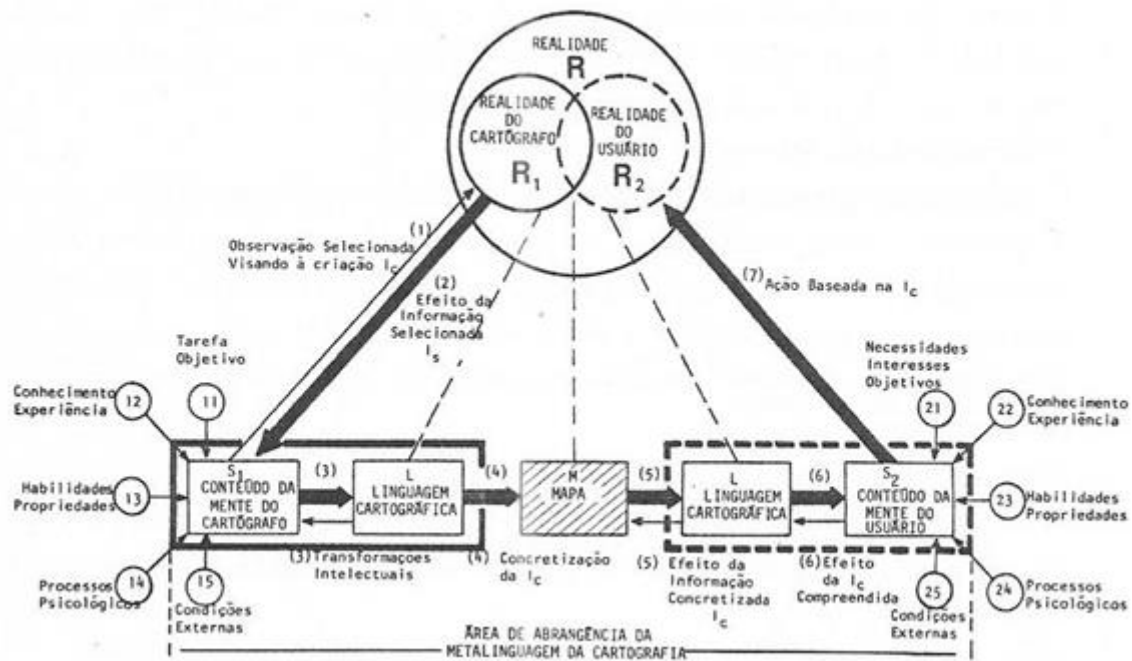 REALIDADE
R
REALIDADE
DO
CARTÓGRAFO
R1
REALIDADE
DO
USUÁRIO
R2
(1)
Observação Selecionada
Visando à criação Ic
(2)
Efeito da
Informação
Selecionada
Is
(7) Ação Baseada na Ic
Tarefa
Objetivo
Conhecimento
Experiência
12
11
Habilidades
Propriedades
13
Processos
Psicológicos
14
15
Condições
Externas
S1
CONTEÚDO DA
MENTE DO
CARTÓGRAFO
(3)
L
LINGUAGEM
CARTOGRÁFICA
(4)
M
MAPA
(5)
L
LINGUAGEM
CARTOGRÁFICA
(6)
S2
CONTEÚDO DA
MENTE DO
USUÁRIO
(3) Transformações
Intelectuais
(4)
Concretização
da Ic
(5)
Efeito da
Informação
Concretizada
Ic
(6) Efeito
da Ic
Compreendida
Necessidades
Interesses
Objetivos
21
22
Conhecimento
Experiência
23
Habilidades
Propriedades
24
Processos
Psicológicos
25
Condições
Externas
ÁREA DE ABRANGÊNCIA DA
METALINGUAGEM DA CARTOGRAFIA